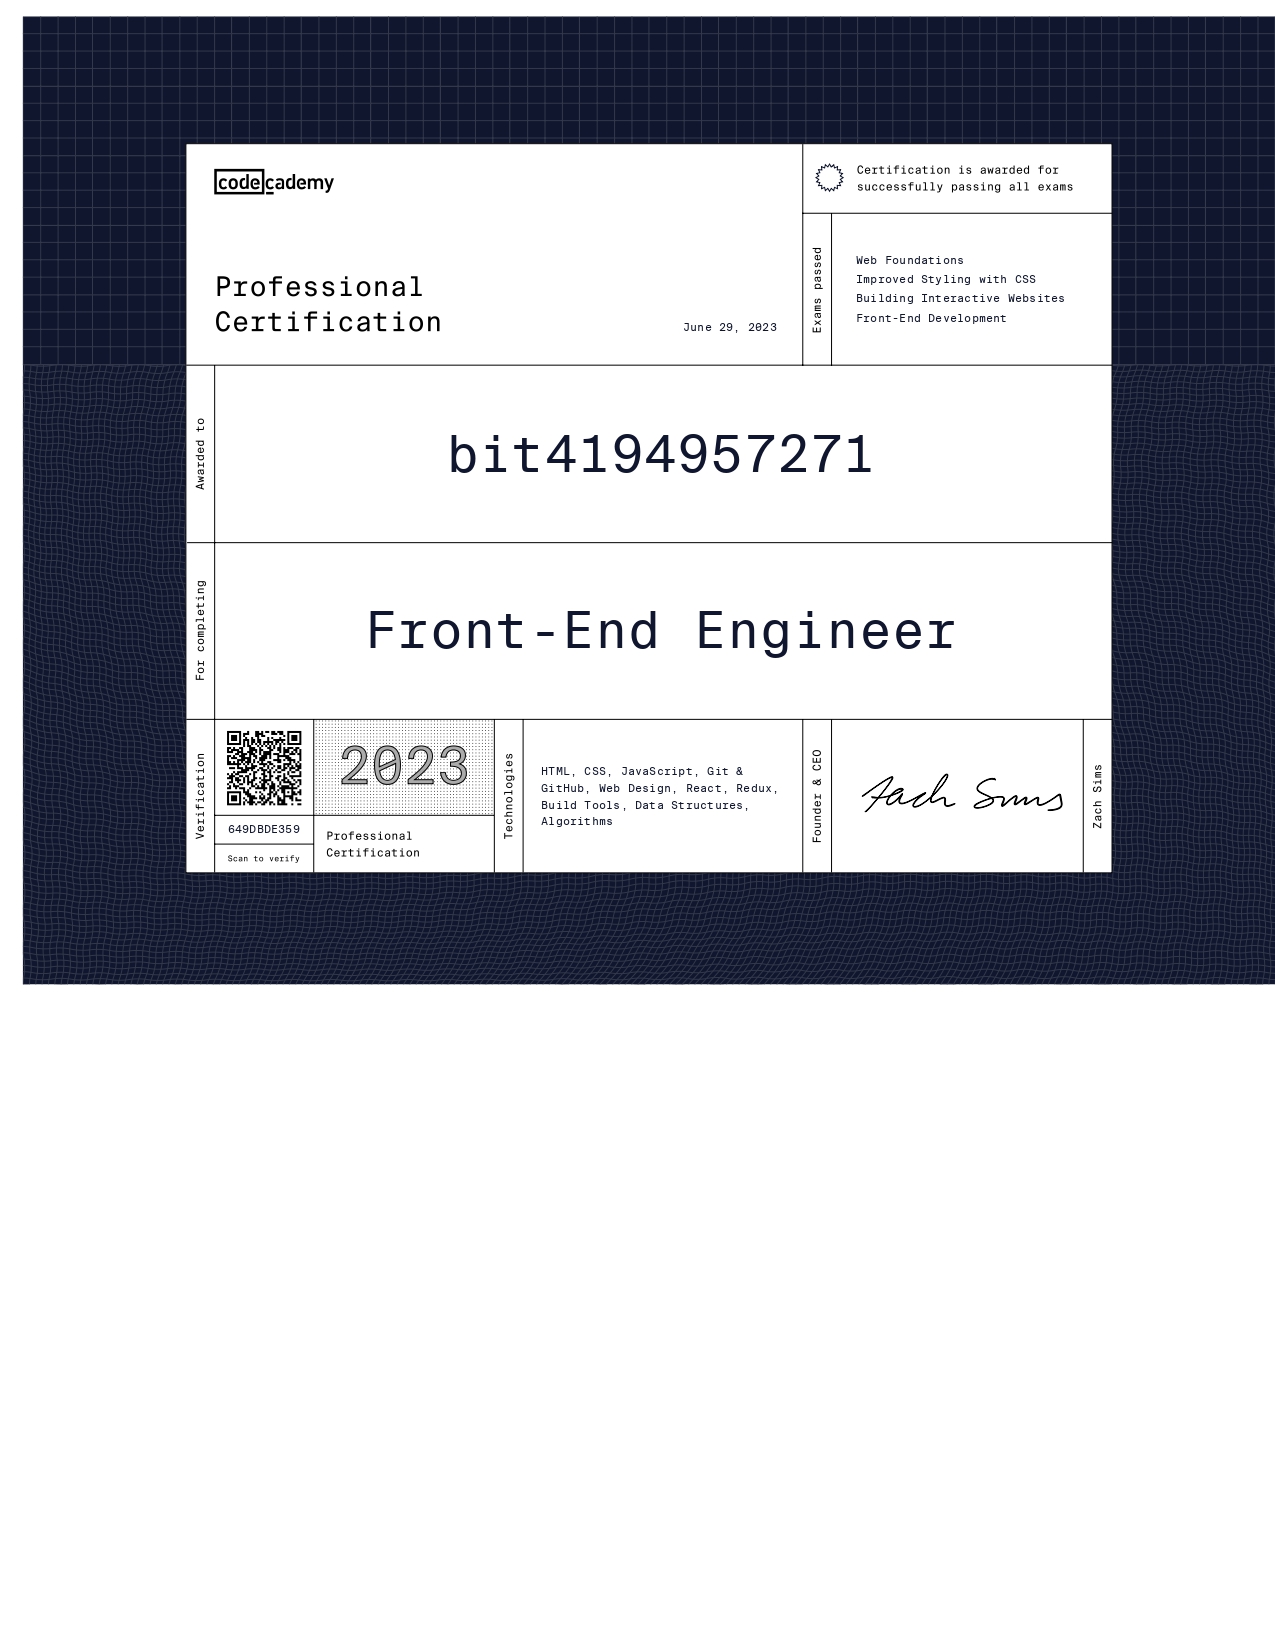 codecademy
Professional
Certification
June 29, 2023
Certification is awarded for
successfully passing all exams
Exams passed
Web Foundations
Improved Styling with CSS
Building Interactive Websites
Front-End Development
Awarded to
bit4194957271
For completing
Front-End Engineer
Verification
649DBDE359
Scan to verify
2023
Professional
Certification
Technologies
HTML, CSS, JavaScript, Git &
GitHub, Web Design, React, Redux,
Build Tools, Data Structures,
Algorithms
Founder & CEO
Zach Sims
Zach Sims